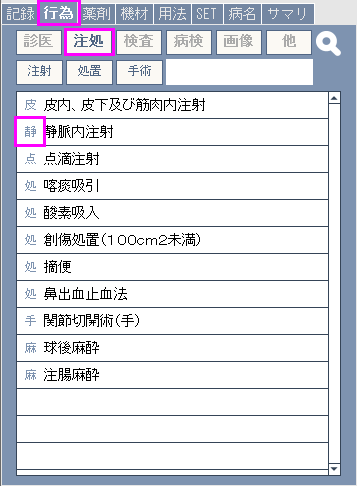 記録 行為 薬剤 機材 用法 SET 病名 サマリ
診医 注処 検査 病検 画像 他
注射 処置 手術
皮 皮内、皮下及び筋肉内注射
静 静脈内注射
点 点滴注射
処 喀痰吸引
処 酸素吸入
処 創傷処置(100cm2未満)
処 摘便
処 鼻出血止血法
手 関節切開術(手)
麻 球後麻酔
麻 注腸麻酔